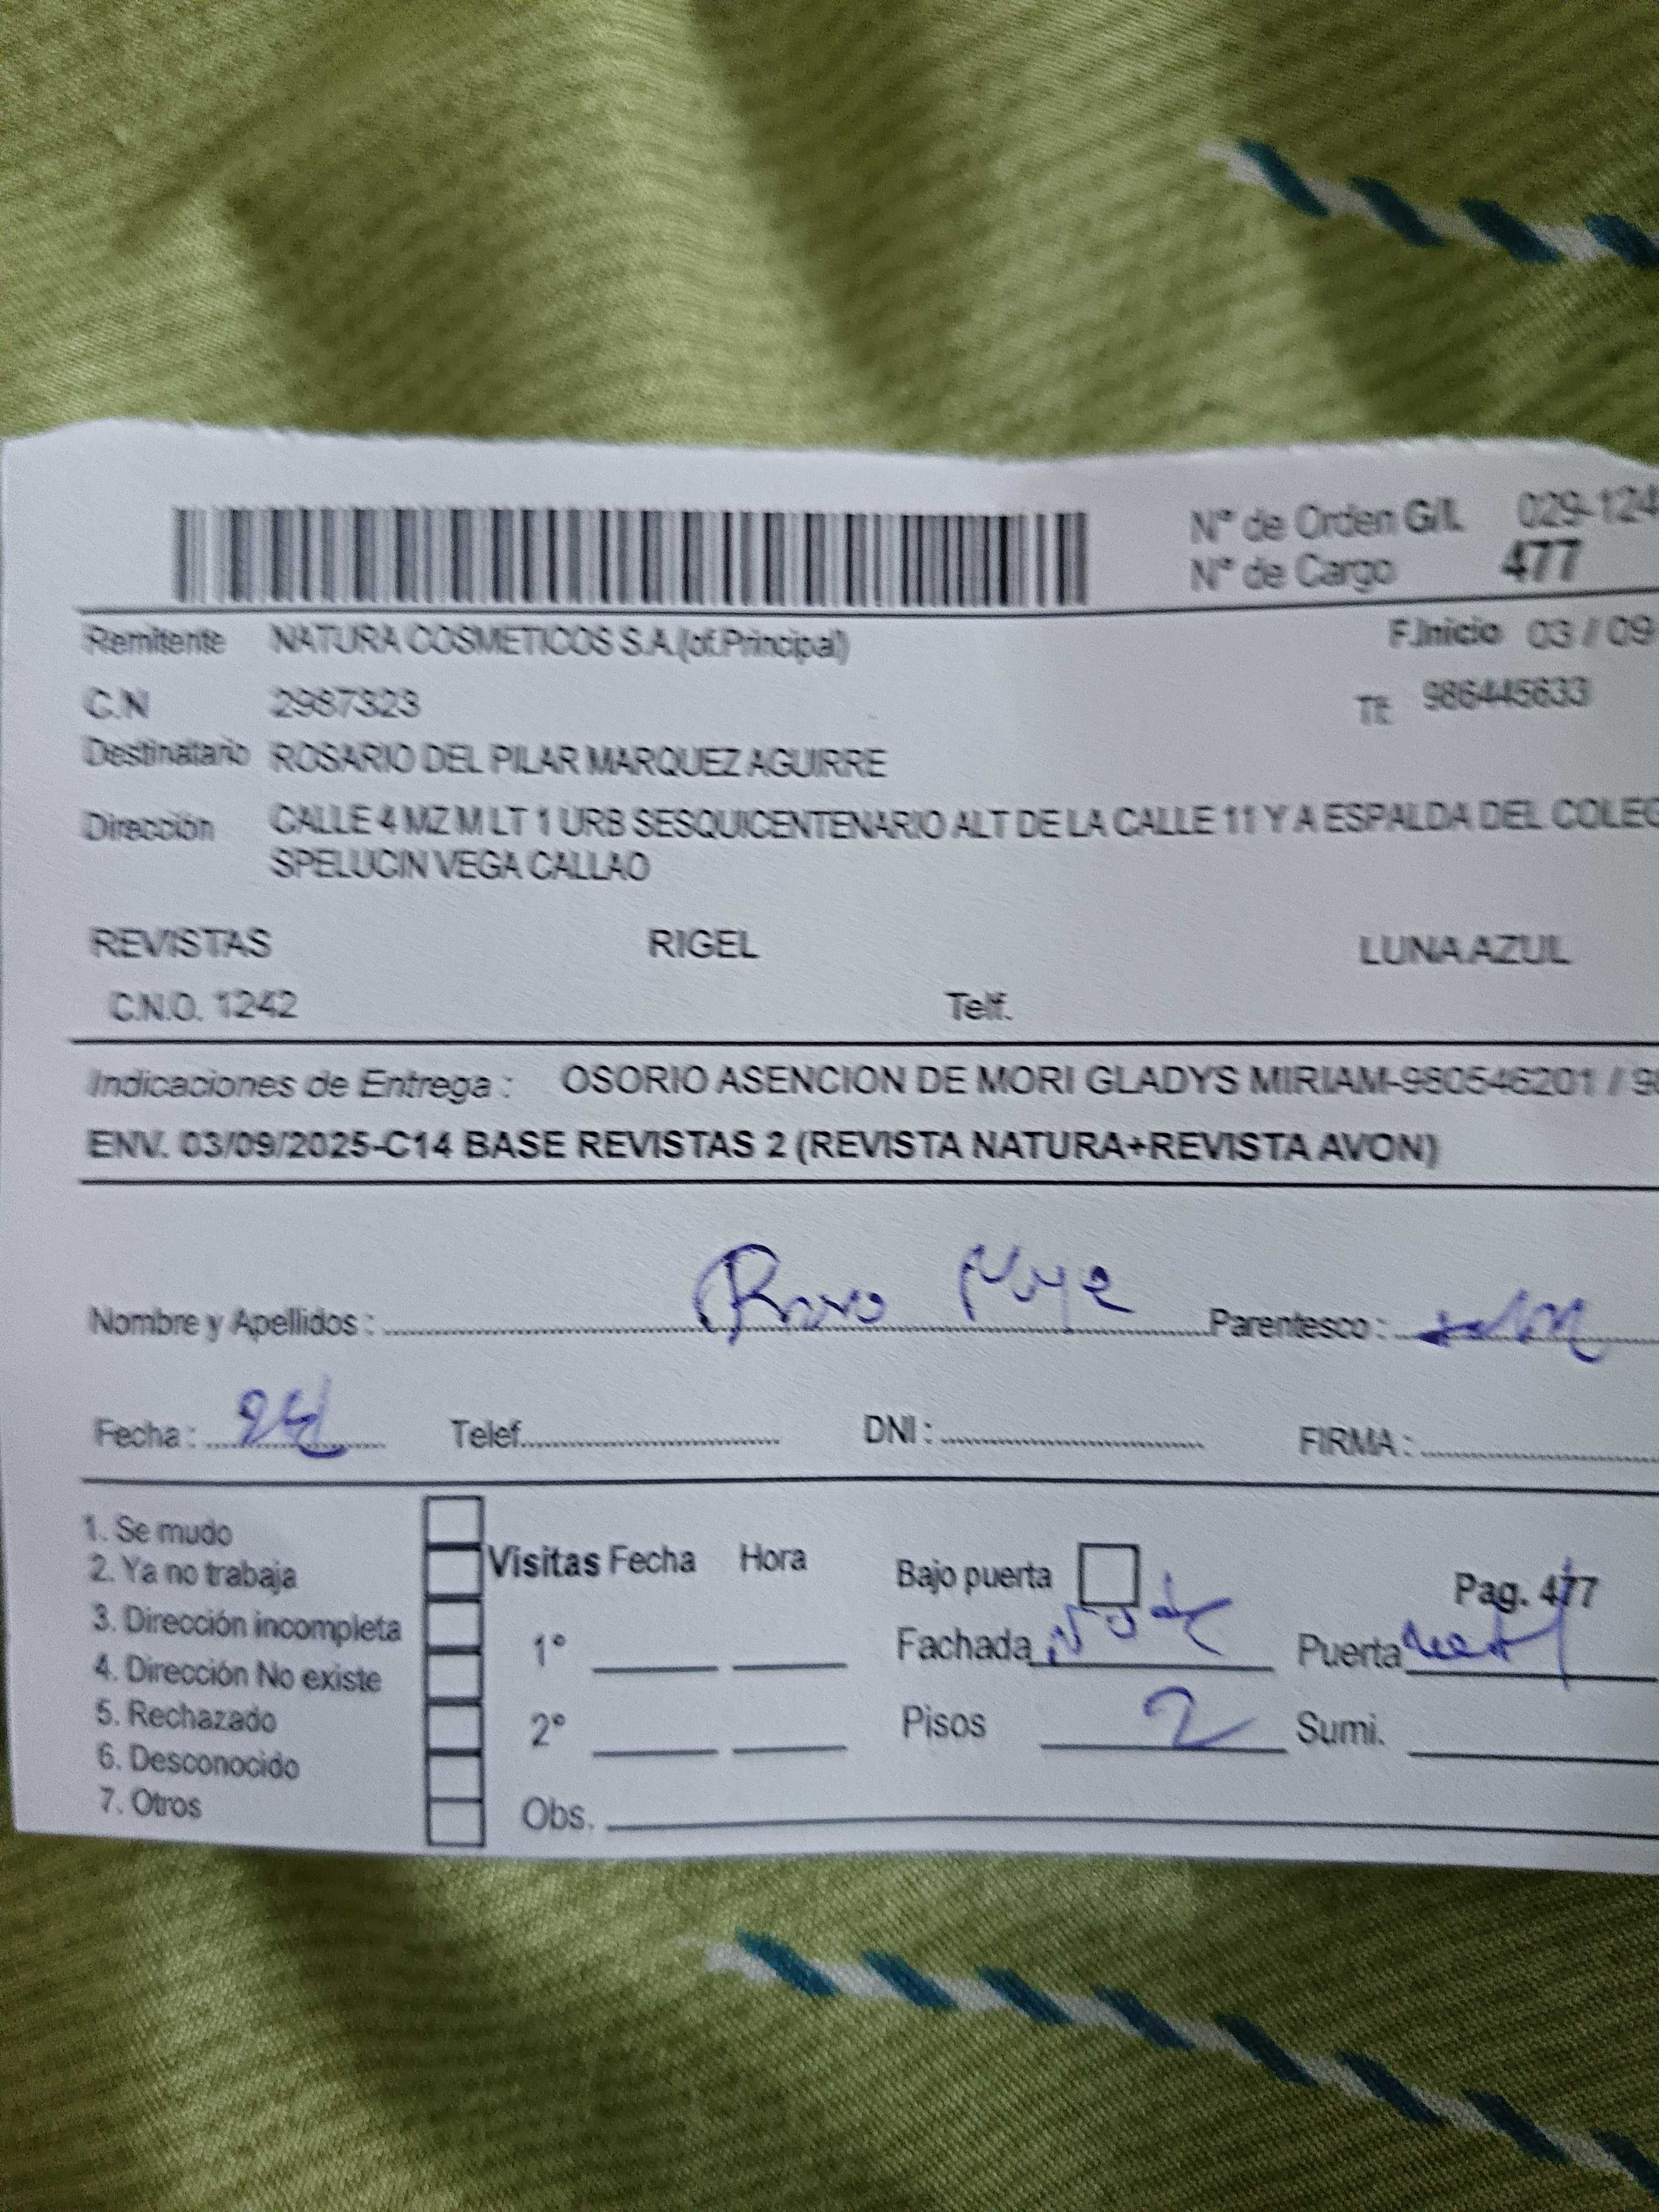 Nº de Orden G/L 029-124
Nº de Cargo 477
Remitente NATURA COSMETICOS S.A.(of.Principal) F.Inicio 03 / 09
C.N 2987323 Tlf: 986445633
Destinatario ROSARIO DEL PILAR MARQUEZ AGUIRRE
Dirección CALLE 4 MZ M LT 1 URB SESQUICENTENARIO ALT DE LA CALLE 11 Y A ESPALDA DEL COLEG
SPELUCIN VEGA CALLAO
REVISTAS RIGEL LUNA AZUL
C.N.O. 1242 Telf.
Indicaciones de Entrega : OSORIO ASENCION DE MORI GLADYS MIRIAM-980546201 / 98
ENV. 03/09/2025-C14 BASE REVISTAS 2 (REVISTA NATURA+REVISTA AVON)
Nombre y Apellidos : Parentesco :
Fecha : Telef. DNI : FIRMA :
1. Se mudo
2. Ya no trabaja
3. Dirección incompleta
4. Dirección No existe
5. Rechazado
6. Desconocido
7. Otros
Visitas Fecha Hora
1º
2º
Obs.
Bajo puerta Pag. 477
Fachada Puerta
Pisos 2 Sumi.